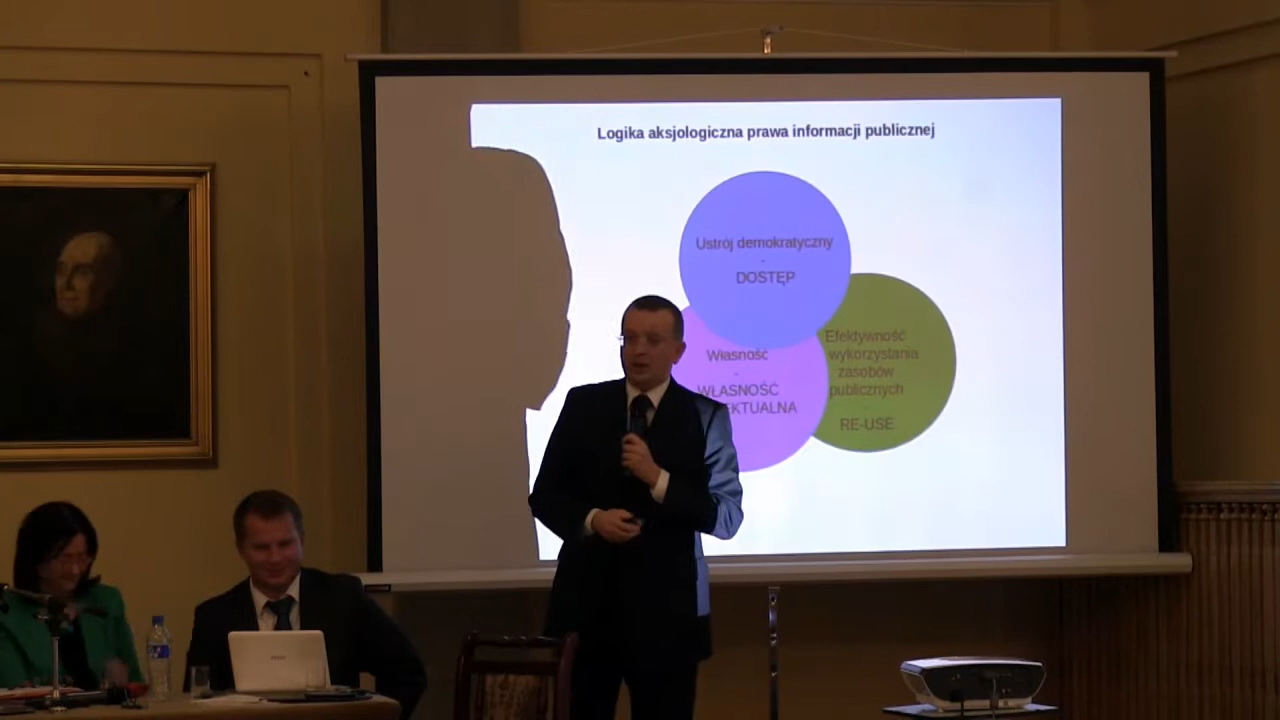 Logika aksjologiczna prawa informacji publicznej
Ustrój demokratyczny
-
DOSTĘP
Efektywność
wykorzystania
zasobów
publicznych
RE-USE
Własność
-
WŁASNOŚĆ
EKTUALNA